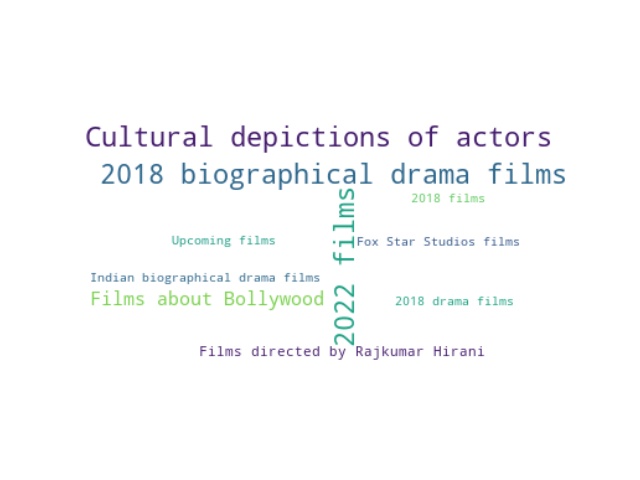 Cultural depictions of actors
2018 biographical drama films
2018 films
2022 films
Upcoming films
Fox Star Studios films
Indian biographical drama films
Films about Bollywood
2018 drama films
Films directed by Rajkumar Hirani